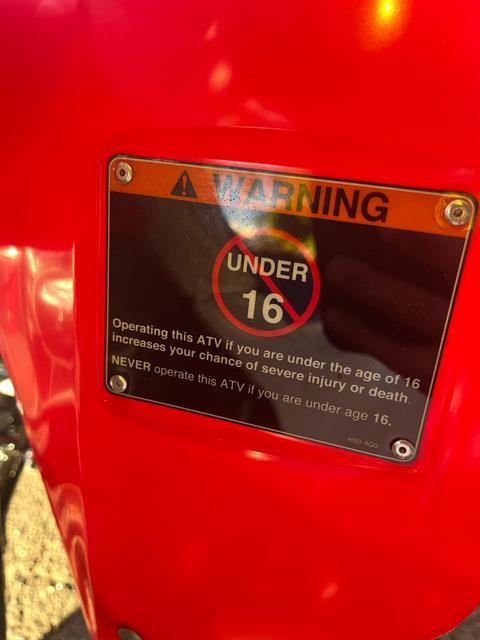 WARNING
UNDER
16
Operating this ATV if you are under the age of 16
increases your chance of severe injury or death.
NEVER operate this ATV if you are under age 16.
HS0-AQ0